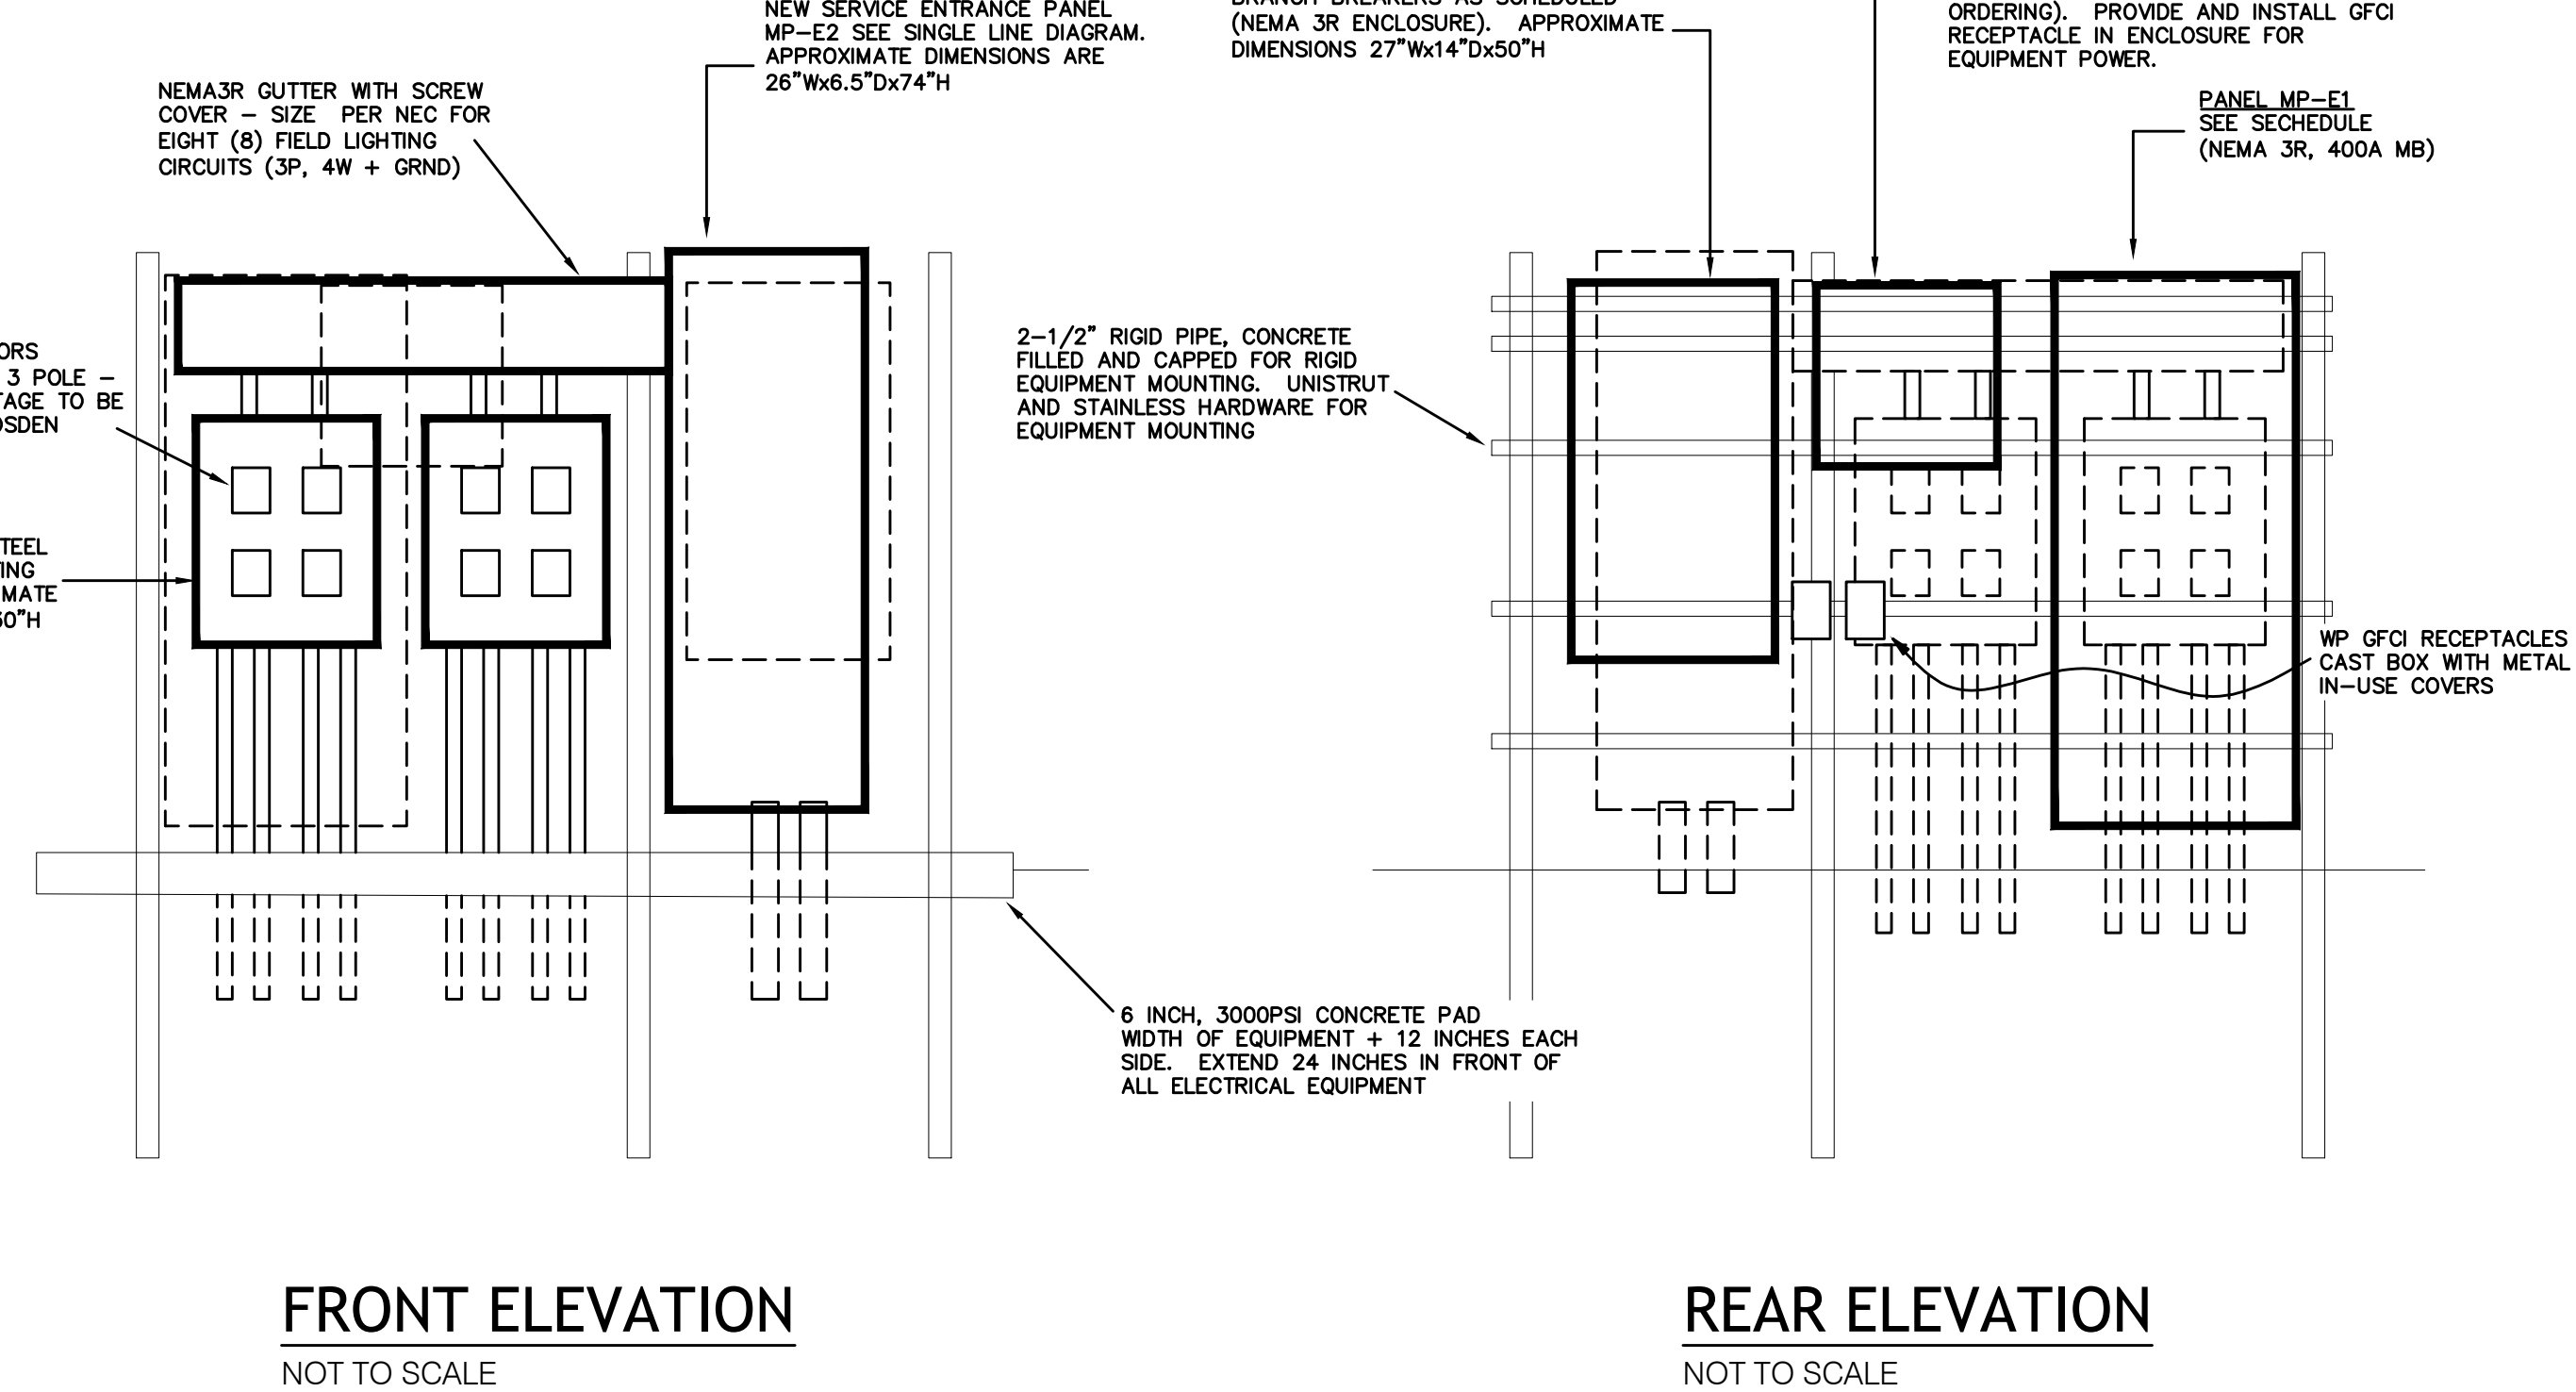 NEW SERVICE ENTRANCE PANEL
MP-E2 SEE SINGLE LINE DIAGRAM.
APPROXIMATE DIMENSIONS ARE
26"Wx6.5"Dx74"H
NEMA3R GUTTER WITH SCREW
COVER - SIZE PER NEC FOR
EIGHT (8) FIELD LIGHTING
CIRCUITS (3P, 4W + GRND)
ORS
3 POLE -
TAGE TO BE
OSDEN
TEEL
TING
IMATE
"H
BRANCH BREAKERS AS SCHEDULED
(NEMA 3R ENCLOSURE). APPROXIMATE
DIMENSIONS 27"Wx14"Dx50"H
ORDERING). PROVIDE AND INSTALL GFCI
RECEPTACLE IN ENCLOSURE FOR
EQUIPMENT POWER.
PANEL MP-E1
SEE SECHEDULE
(NEMA 3R, 400A MB)
2-1/2" RIGID PIPE, CONCRETE
FILLED AND CAPPED FOR RIGID
EQUIPMENT MOUNTING. UNISTRUT
AND STAINLESS HARDWARE FOR
EQUIPMENT MOUNTING
WP GFCI RECEPTACLES
CAST BOX WITH METAL
IN-USE COVERS
6 INCH, 3000PSI CONCRETE PAD
WIDTH OF EQUIPMENT + 12 INCHES EACH
SIDE. EXTEND 24 INCHES IN FRONT OF
ALL ELECTRICAL EQUIPMENT
FRONT ELEVATION
NOT TO SCALE
REAR ELEVATION
NOT TO SCALE